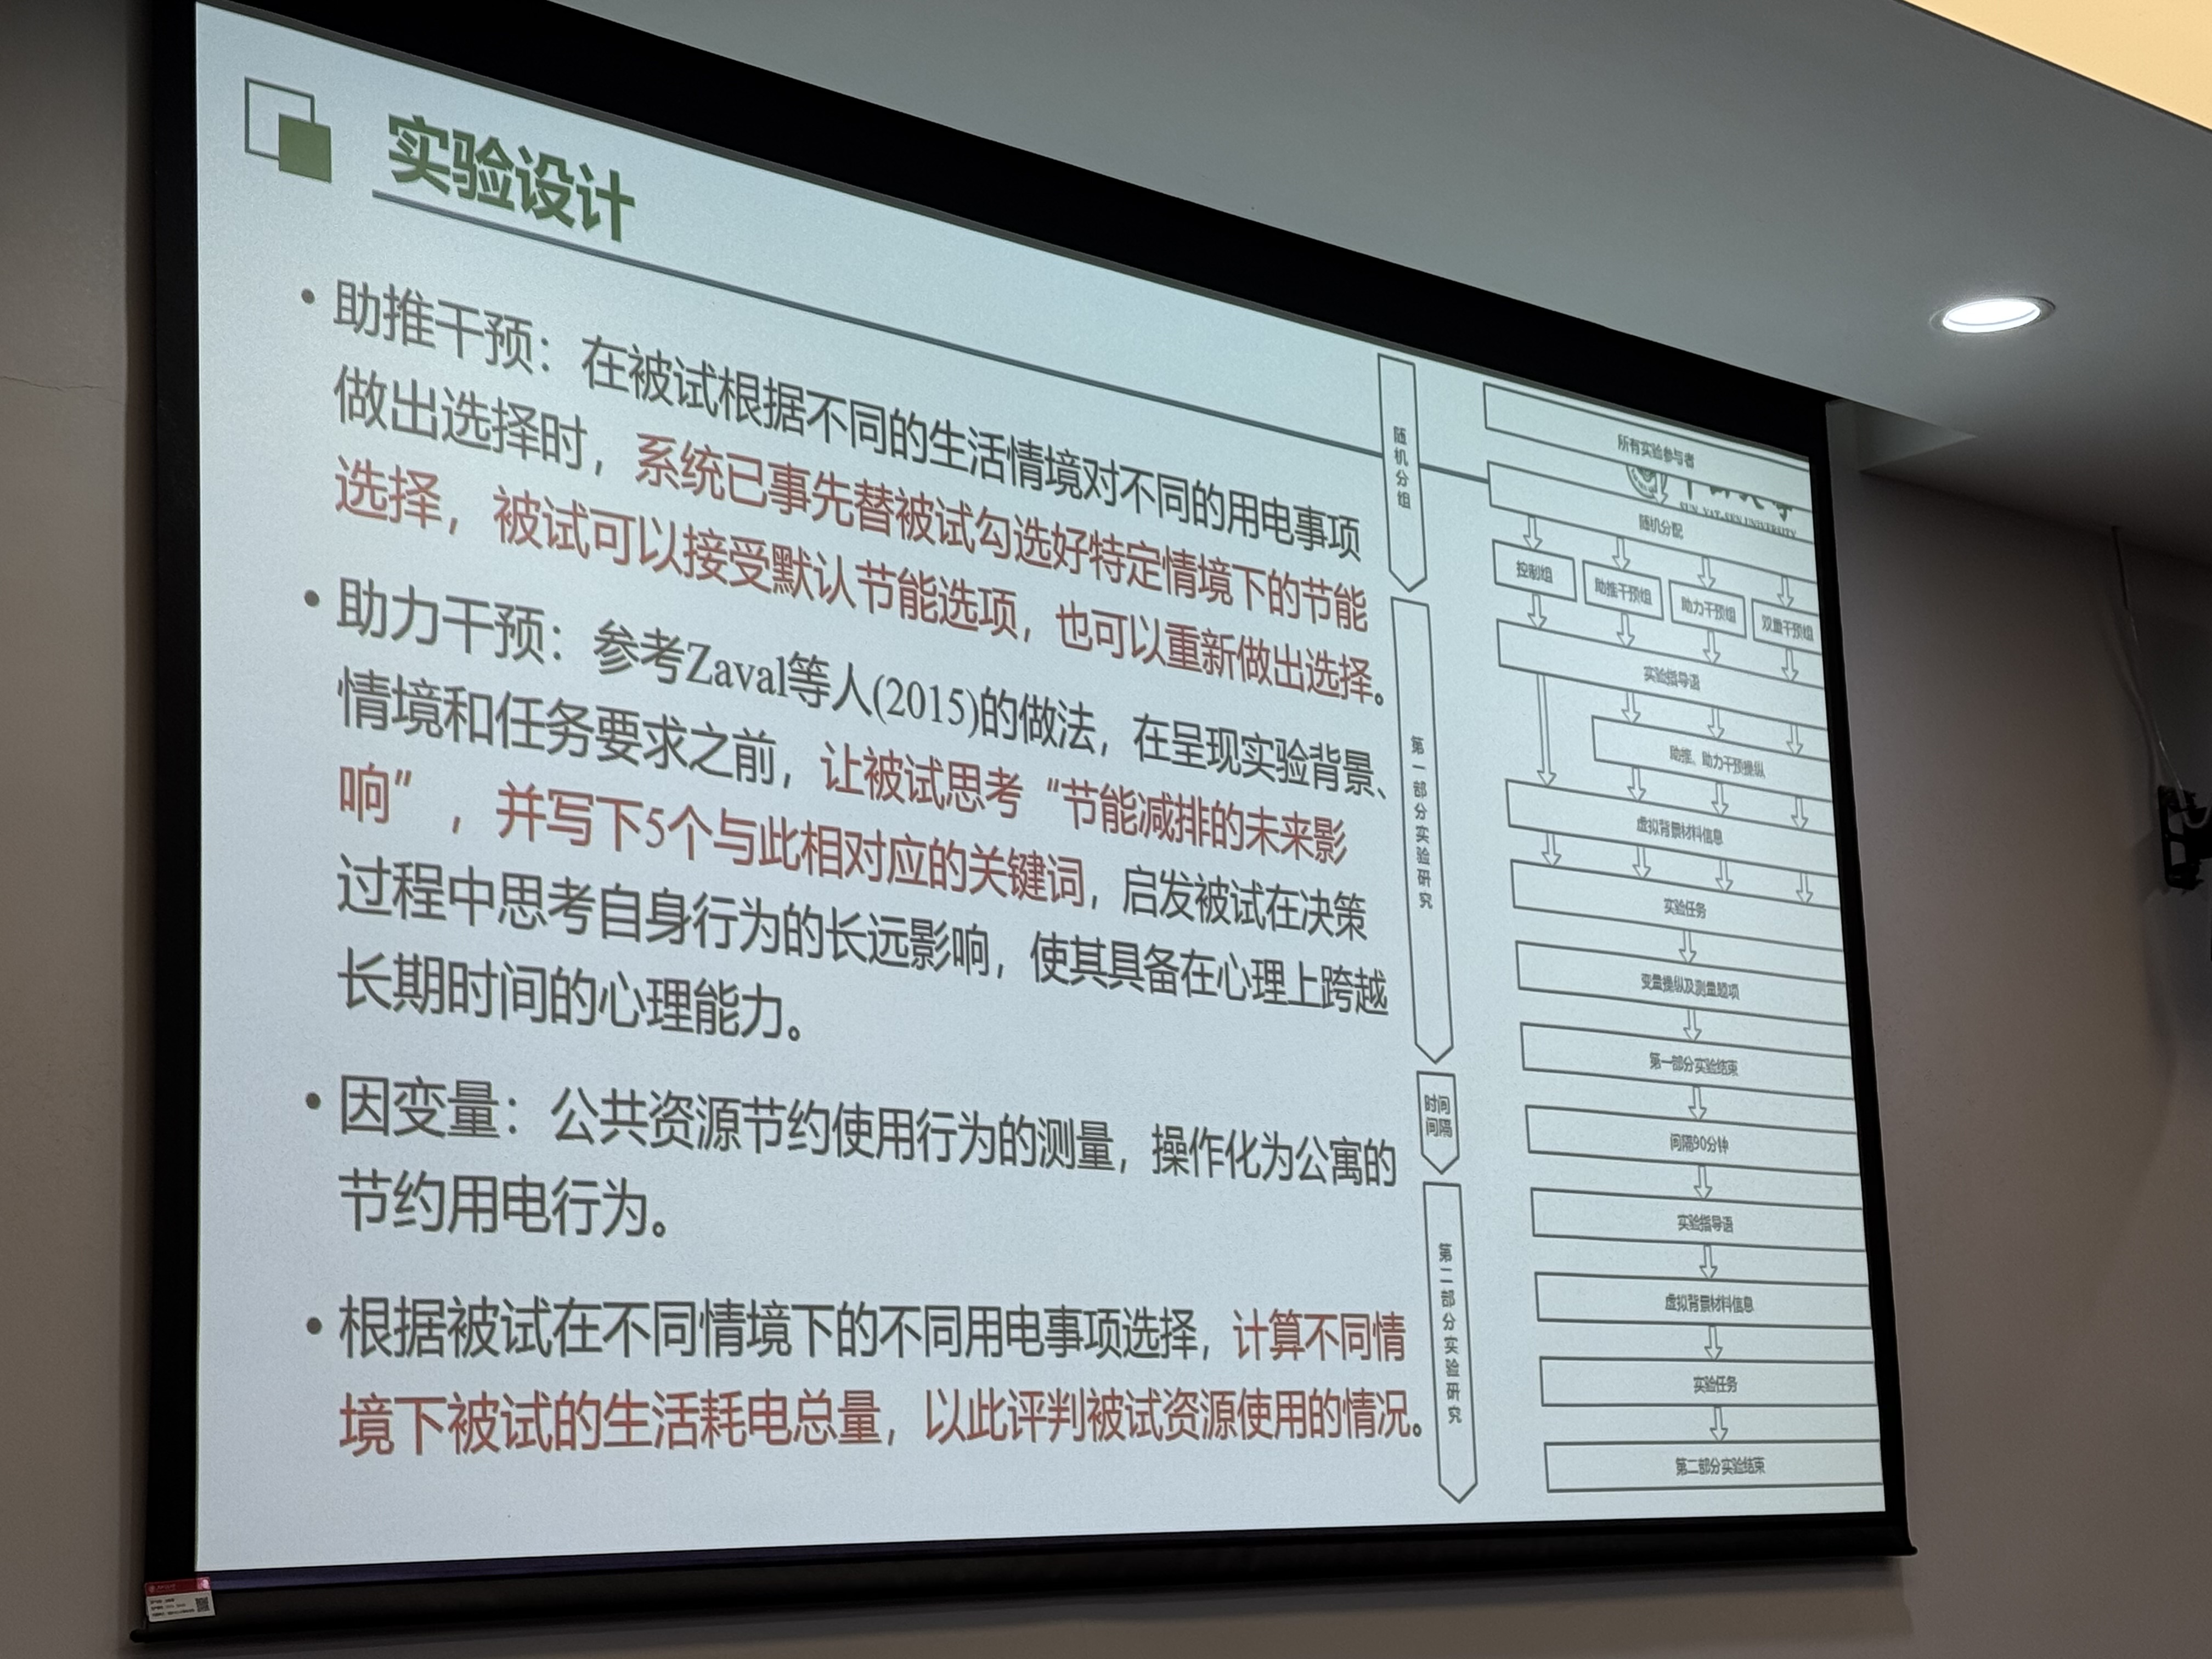 实验设计
• 助推干预：在被试根据不同的生活情境对不同的用电事项
做出选择时，系统已事先替被试勾选好特定情境下的节能
选择，被试可以接受默认节能选项，也可以重新做出选择。
• 助力干预：参考Zaval等人(2015)的做法，在呈现实验背景、
情境和任务要求之前，让被试思考“节能减排的未来影
响”，并写下5个与此相对应的关键词，启发被试在决策
过程中思考自身行为的长远影响，使其具备在心理上跨越
长期时间的心理能力。
• 因变量：公共资源节约使用行为的测量，操作化为公寓的
节约用电行为。
• 根据被试在不同情境下的不同用电事项选择，计算不同情
境下被试的生活耗电总量，以此评判被试资源使用的情况。
随机分组
所有实验参与者
SUN YAT-SEN UNIVERSITY
随机分配
控制组
助推干预组
助力干预组
双重干预组
第一部分实验研究
实验指导语
助推、助力干预操纵
虚拟背景材料信息
实验任务
变量操纵及测量题项
第一部分实验结束
时间
间隔
间隔90分钟
第二部分实验研究
实验指导语
虚拟背景材料信息
实验任务
第二部分实验结束